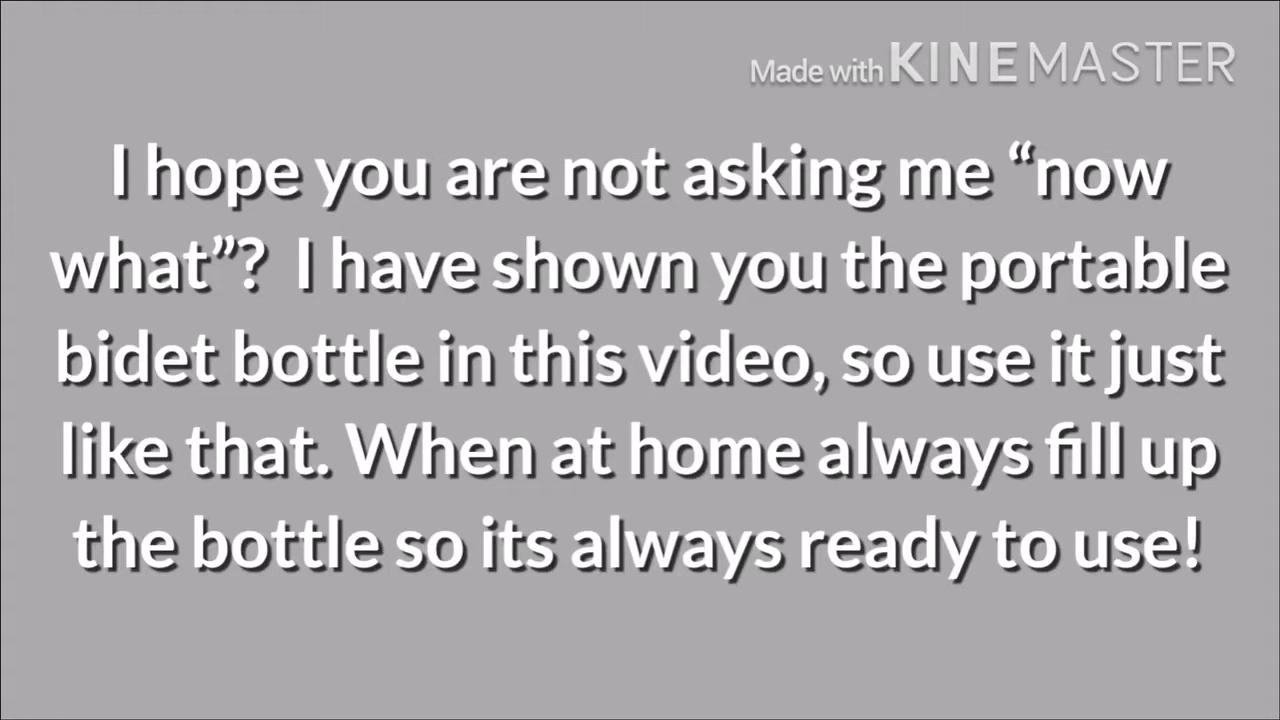 Made with KINEMASTER
I hope you are not asking me “now
what”? I have shown you the portable
bidet bottle in this video, so use it just
like that. When at home always fill up
the bottle so its always ready to use!